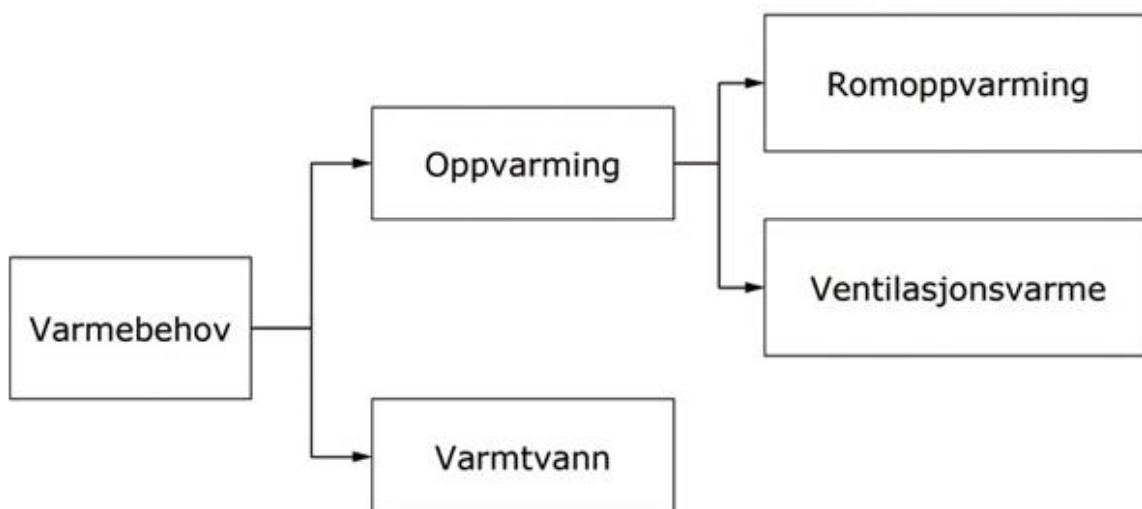 Varmebehov
Oppvarming
Varmtvann
Romoppvarming
Ventilasjonsvarme